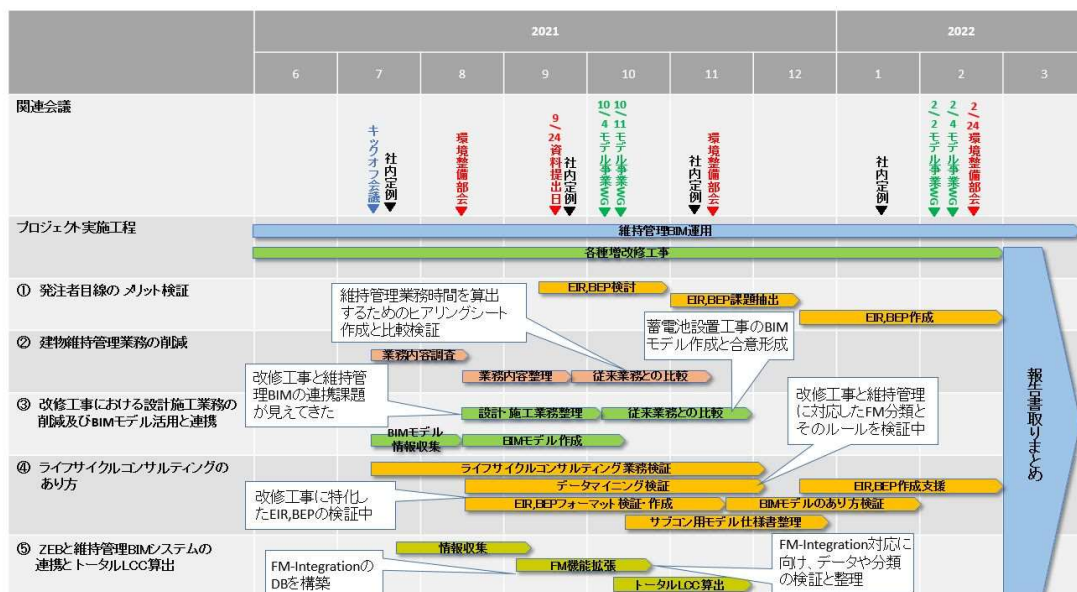 2021
2022
6
7
8
9
10
11
12
1
2
3
関連会議
キックオフ会議
社内定例
環境整備部会
9/24資料提出日
社内定例
10/4モデル事業WG
10/11モデル事業WG
社内定例
環境整備部会
社内定例
2/2モデル事業WG
2/4モデル事業WG
2/24環境整備部会
プロジェクト実施工程
維持管理BIM運用
各種増改修工事
① 発注者目線のメリット検証
EIR,BEP検討
EIR,BEP課題抽出
EIR,BEP作成
維持管理業務時間を算出
するためのヒアリングシート
作成と比較検証
蓄電池設置工事のBIM
モデル作成と合意形成
② 建物維持管理業務の削減
業務内容調査
業務内容整理
従来業務との比較
改修工事と維持管
理BIMの連携課題
が見えてきた
③ 改修工事における設計施工業務の
削減及びBIMモデル活用と連携
設計・施工業務整理
従来業務との比較
BIMモデル
情報収集
BIMモデル作成
改修工事と維持管理
に対応したFM分類と
そのルールを検証中
④ ライフサイクルコンサルティングの
あり方
ライフサイクルコンサルティング業務検証
データマイニング検証
EIR,BEP作成支援
EIR,BEPフォーマット検証・作成
BIMモデルのあり方検証
サブコン用モデル仕様書整理
改修工事に特化し
たEIR,BEPの検証中
⑤ ZEBと維持管理BIMシステムの
連携とトータルLCC算出
情報収集
FM機能拡張
トータルLCC算出
FM-Integrationの
DBを構築
FM-Integration対応に
向け、データや分類
の検証と整理
報告書取りまとめ